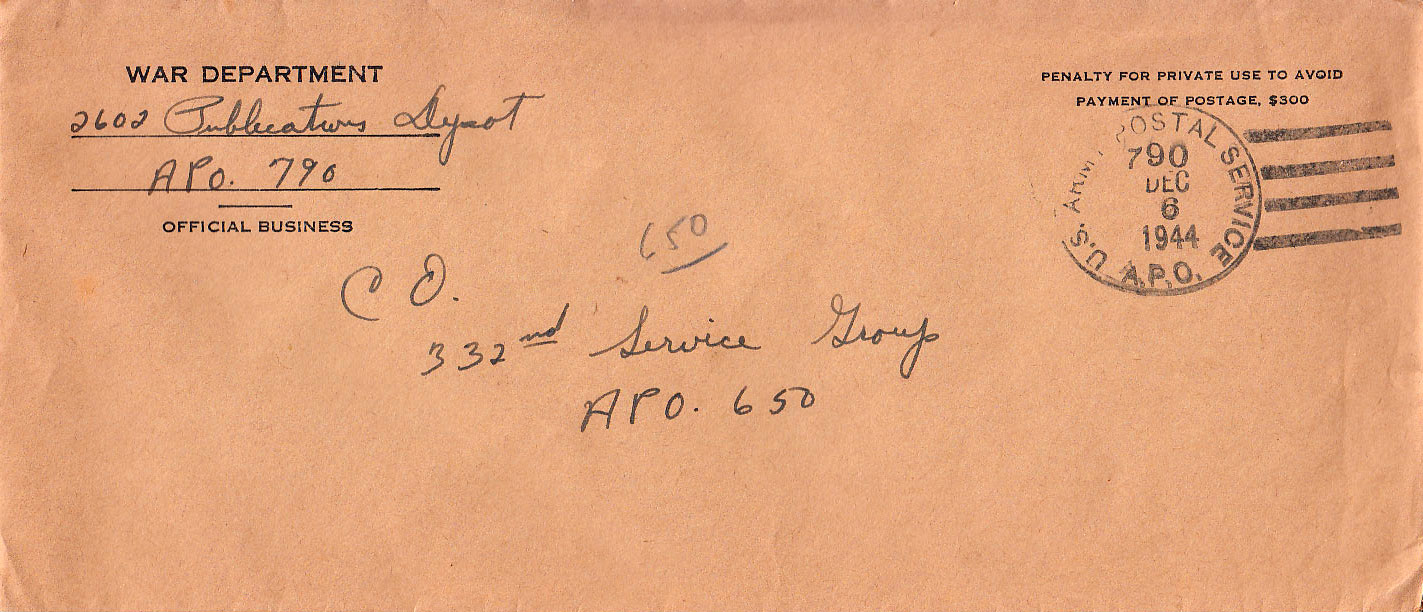 WAR DEPARTMENT
2602 Publications Depot
APO. 790
OFFICIAL BUSINESS
PENALTY FOR PRIVATE USE TO AVOID
PAYMENT OF POSTAGE, $300
U.S. ARMY POSTAL SERVICE
790
DEC
6
1944
A.P.O.
650
C O.
332nd Service Group
APO. 650